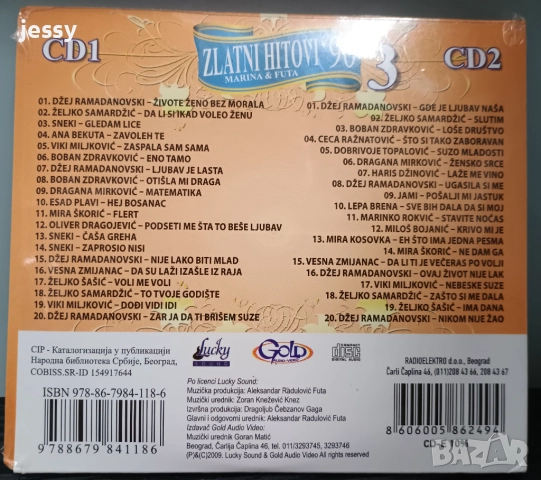 jessy
CD1
ZLATNI HITOVI '90
MARINA & FUTA
3
CD2
01. DŽEJ RAMADANOVSKI – ŽIVOTE ŽENO BEZ MORALA
02. ŽELJKO SAMARDŽIĆ – DA LI SI IKAD VOLEO ŽENU
03. SNEKI – GLEDAM LICE
04. ANA BEKUTA – ZAVOLEH TE
05. VIKI MILJKOVIĆ – ZASPALA SAM SAMA
06. BOBAN ZDRAVKOVIĆ – ENO TAMO
07. DŽEJ RAMADANOVSKI – LJUBAV JE LASTA
08. BOBAN ZDRAVKOVIĆ – OTIŠLA MI DRAGA
09. DRAGANA MIRKOVIĆ – MATEMATIKA
10. ESAD PLAVI – HEJ BOSANAC
11. MIRA ŠKORIĆ – FLERT
12. OLIVER DRAGOJEVIĆ – PODSETI ME ŠTA TO BEŠE LJUBAV
13. SNEKI – ČAŠA GREHA
14. SNEKI – ZAPROSIO NISI
15. DŽEJ RAMADANOVSKI – NIJE LAKO BITI MLAD
16. VESNA ZMIJANAC – DA SU LAŽI IZAŠLE IZ RAJA
17. ŽELJKO ŠAŠIĆ – VOLI ME VOLI
18. ŽELJKO SAMARDŽIĆ – TO TVOJE GODIŠTE
19. VIKI MILJKOVIĆ – DOĐI VIDI IDI
20. DŽEJ RAMADANOVSKI – ZAR JA DA TI BRIŠEM SUZE
01. DŽEJ RAMADANOVSKI – GDE JE LJUBAV NAŠA
02. ŽELJKO SAMARDŽIĆ – SLUTIM
03. BOBAN ZDRAVKOVIĆ – LOŠE DRUŠTVO
04. CECA RAŽNATOVIĆ – ŠTO SI TAKO ZABORAVAN
05. DOBRIVOJE TOPALOVIĆ – SUZO MLADOSTI
06. DRAGANA MIRKOVIĆ – ŽENSKO SRCE
07. HARIS DŽINOVIĆ – LAŽE ME VINO
08. DŽEJ RAMADANOVSKI – UGASILA SI ME
09. JAMI – POŠALJI MI JASTUK
10. LEPA BRENA – SVE BIH DALA DA SI MOJ
11. MARINKO ROKVIĆ – STAVITE NOĆAS
12. MILOŠ BOJANIĆ – KRIVO MI JE
13. MIRA KOSOVKA – EH ŠTO IMA JEDNA PESMA
14. MIRA ŠKORIĆ – NE DAM GA
15. VESNA ZMIJANAC – DA LI TI JE VEČERAS PO VOLJI
16. DŽEJ RAMADANOVSKI – OVAJ ŽIVOT NIJE LAK
17. VIKI MILJKOVIĆ – NEBESKE SUZE
18. ŽELJKO SAMARDŽIĆ – ZAŠTO SI ME DALA
19. ŽELJKO ŠAŠIĆ – IMA DANA
20. DŽEJ RAMADANOVSKI – NIKOM NIJE ŽAO
CIP - Каталогизација у публикацији
Народна библиотека Србије, Београд,
COBISS.SR-ID 154917644
ISBN 978-86-7984-118-6
9 788679 841186
Lucky
SOUND
GOLD
AUDIO VIDEO
COMPACT
disc
DIGITAL AUDIO
Po licenci Lucky Sound:
Muzička produkcija: Aleksandar Radulović Futa
Muzički urednik: Zoran Knežević Knez
Izvršna produkcija: Dragoljub Čebzanov Gaga
Glavni i odgovorni urednik: Aleksandar Radulović Futa
Izdavač Gold Audio Video:
Muzički urednik Goran Matić
Beograd, Čarlija Čaplina 46, tel. 011/3293745, 3293746
(P)&(C)2009. Lucky Sound & Gold Audio Video All rights reserved
RADIOELEKTRO d.o.o., Beograd
Čarli Čaplina 46, (011)208 43 66, 208 43 67
8 606005 862494
BAZAR